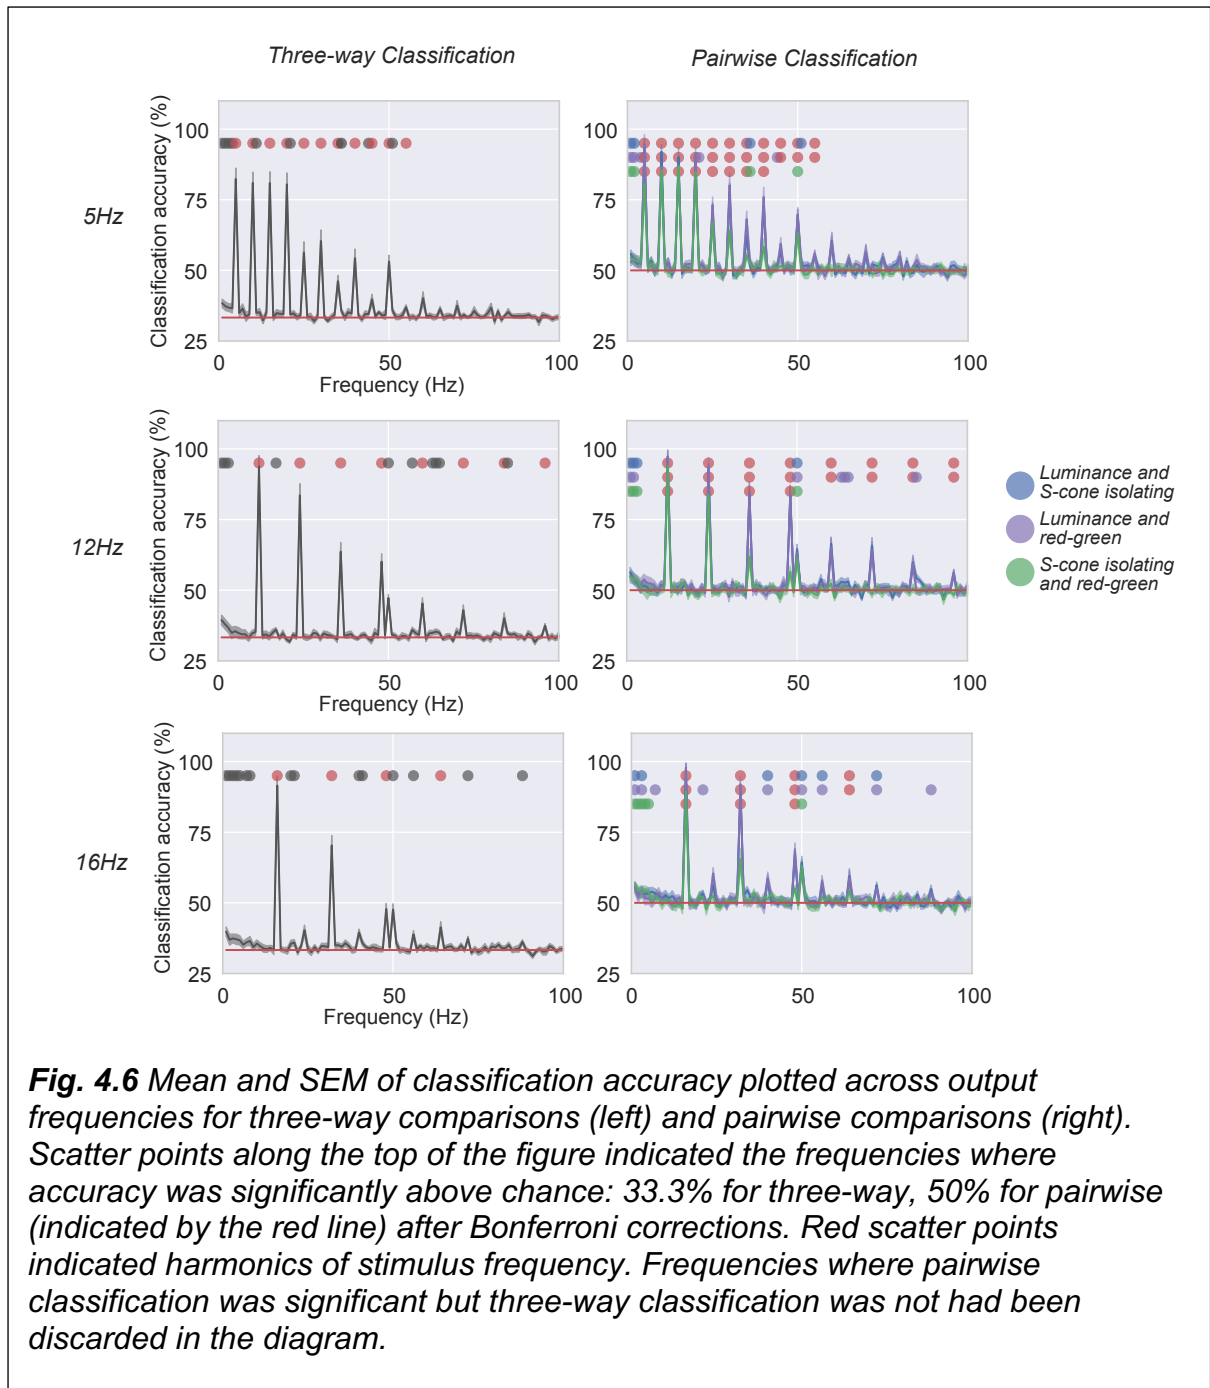 Three-way Classification
Pairwise Classification
5Hz
Classification accuracy (%)
100
75
50
25
0
50
100
Frequency (Hz)
100
75
50
25
0
50
100
12Hz
Classification accuracy (%)
100
75
50
25
0
50
100
Frequency (Hz)
100
75
50
25
0
50
100
Luminance and
S-cone isolating
Luminance and
red-green
S-cone isolating
and red-green
16Hz
Classification accuracy (%)
100
75
50
25
0
50
100
Frequency (Hz)
100
75
50
25
0
50
100
Fig. 4.6 Mean and SEM of classification accuracy plotted across output
frequencies for three-way comparisons (left) and pairwise comparisons (right).
Scatter points along the top of the figure indicated the frequencies where
accuracy was significantly above chance: 33.3% for three-way, 50% for pairwise
(indicated by the red line) after Bonferroni corrections. Red scatter points
indicated harmonics of stimulus frequency. Frequencies where pairwise
classification was significant but three-way classification was not had been
discarded in the diagram.